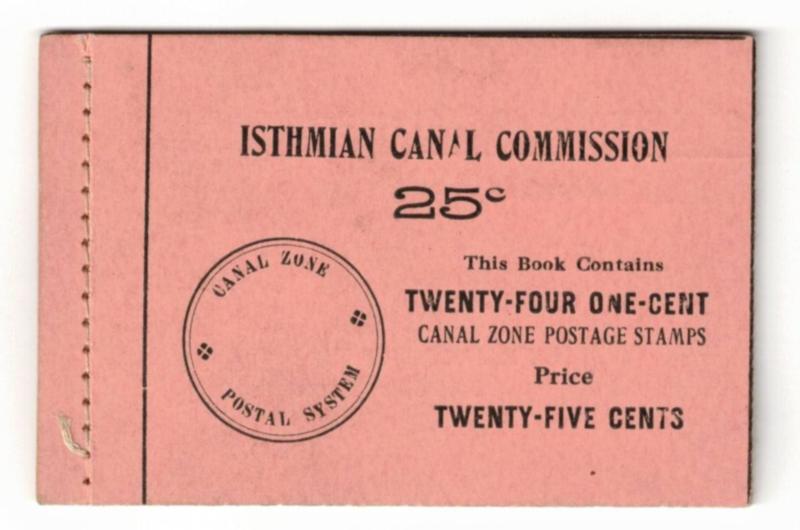 ISTHMIAN CANAL COMMISSION
25c
CANAL ZONE
POSTAL SYSTEM
This Book Contains
TWENTY-FOUR ONE-CENT
CANAL ZONE POSTAGE STAMPS
Price
TWENTY-FIVE CENTS